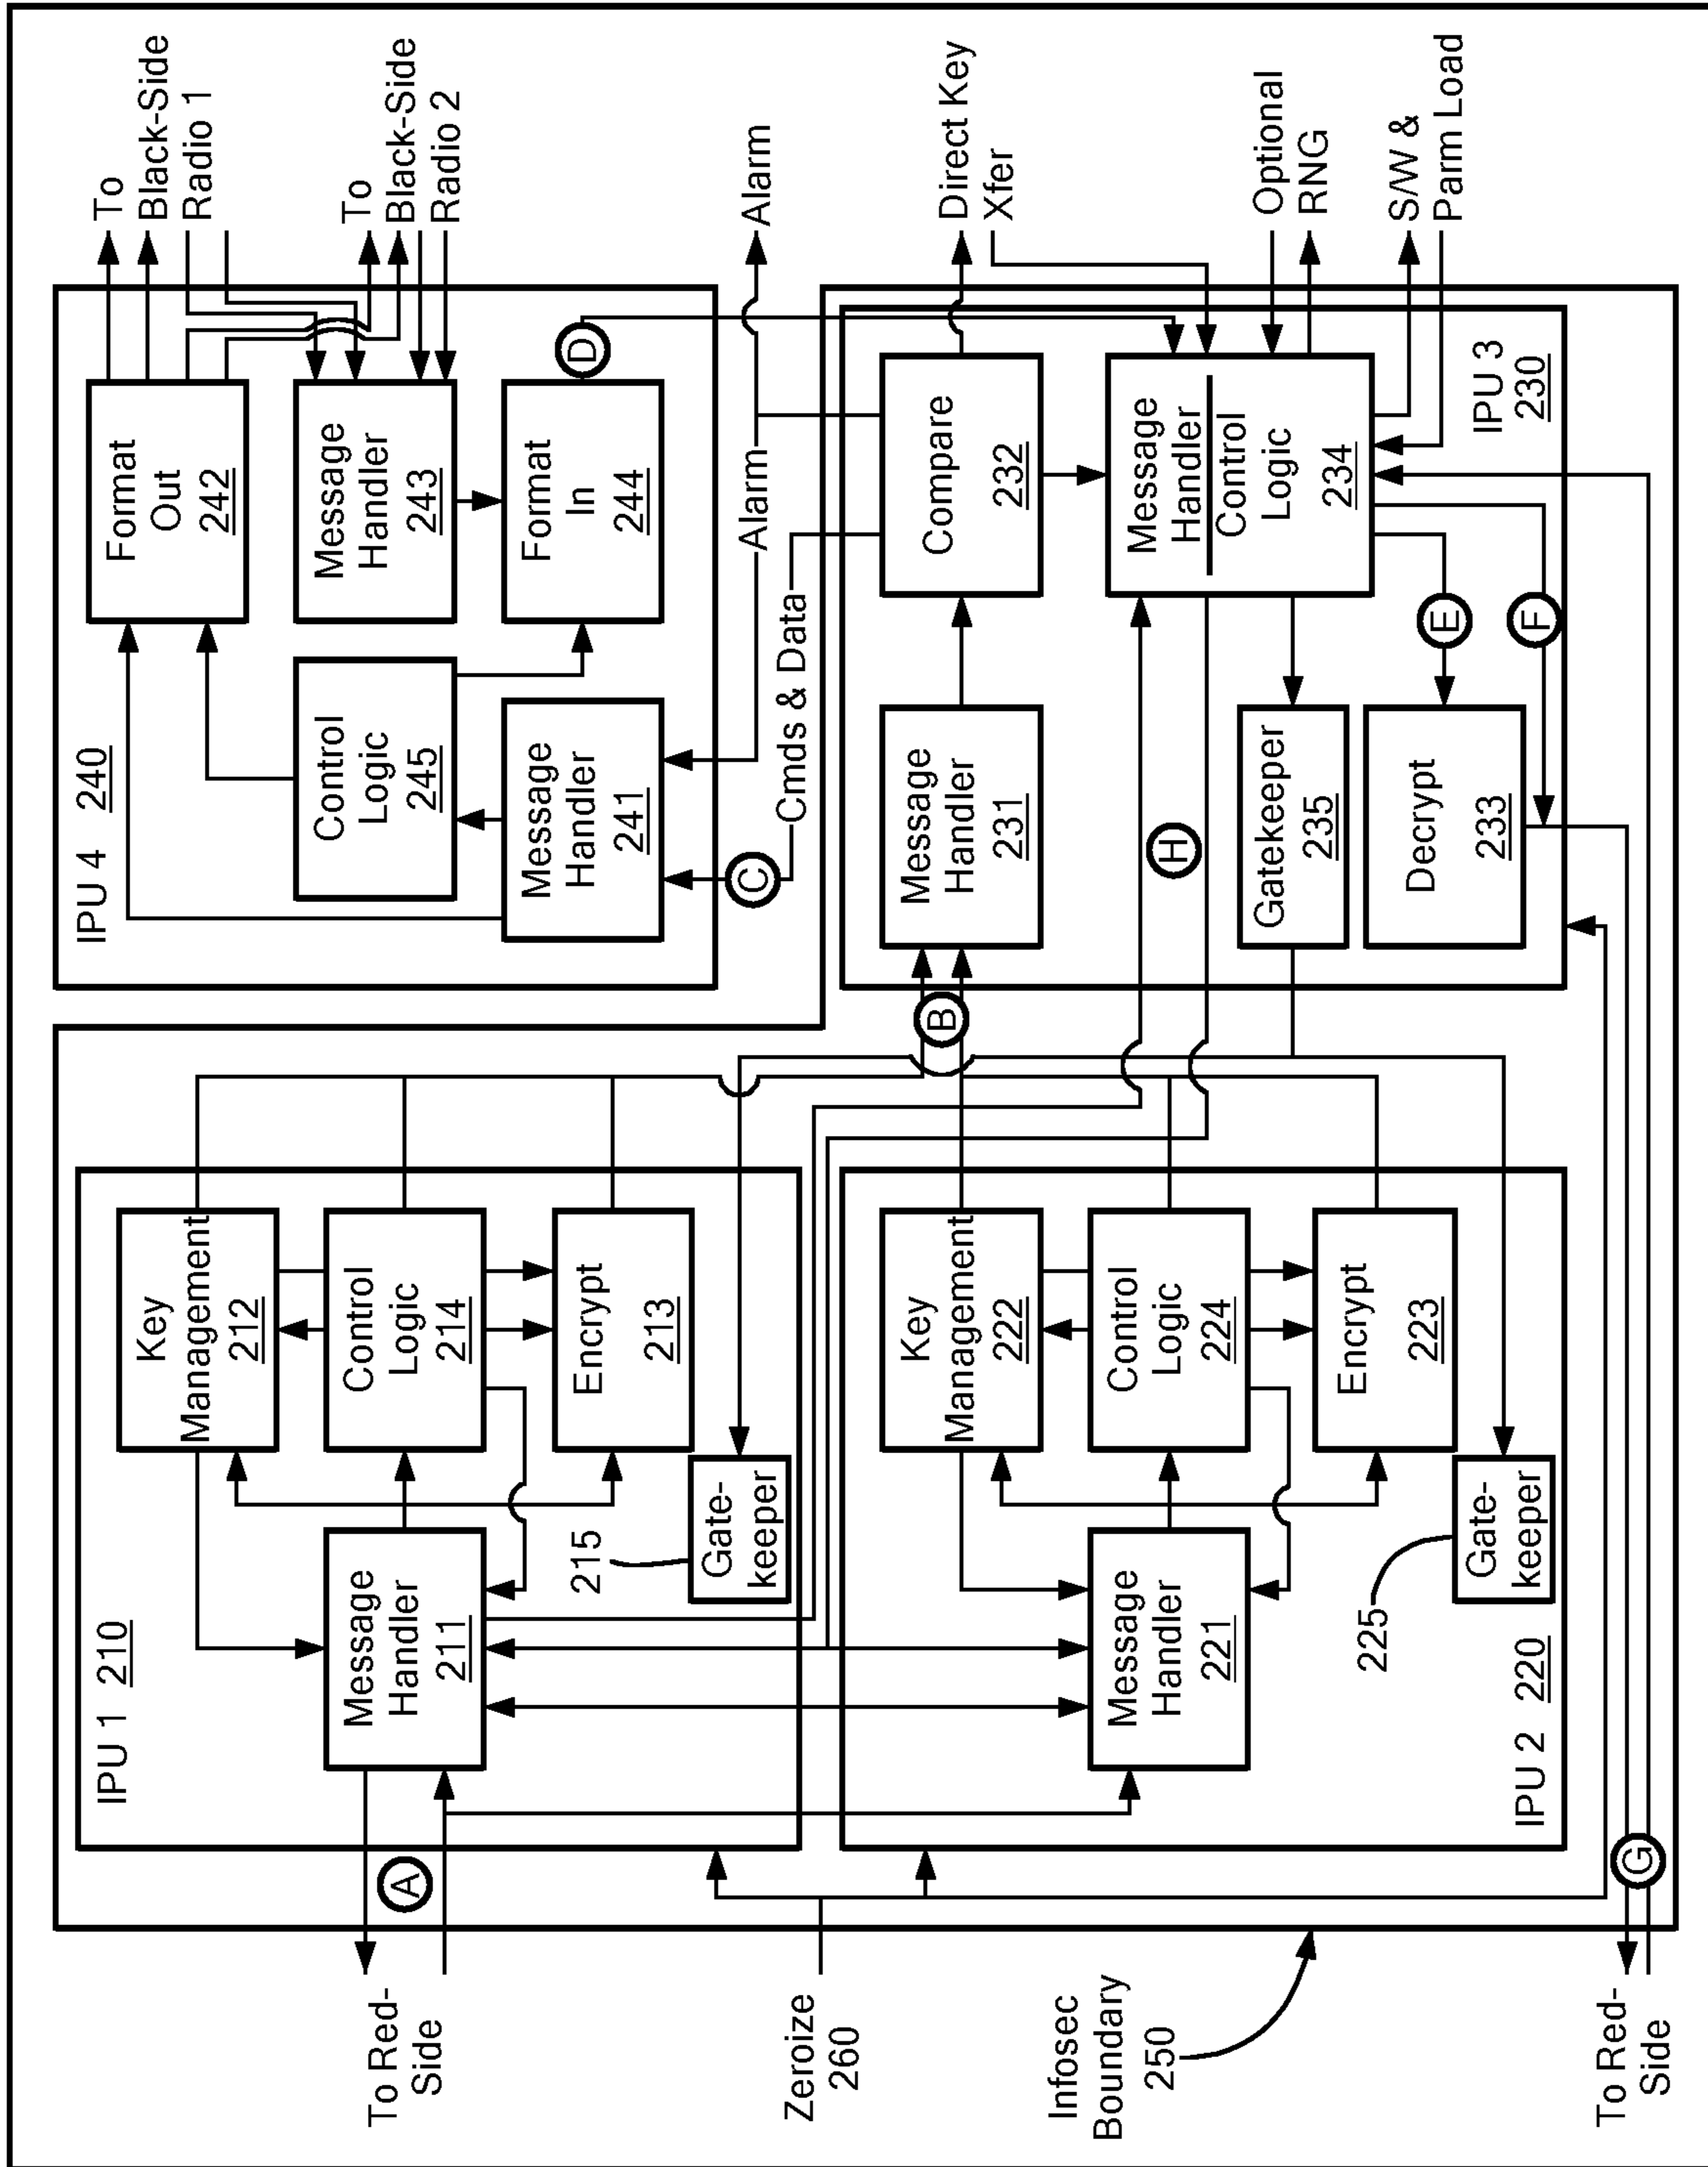 IPU 1 210
Key
Management
212
Control
Logic
214
Encrypt
213
Message
Handler
211
215
Gate-
keeper
A
To Red-
Side
IPU 4 240
Format
Out
242
Message
Handler
243
Format
In
244
Control
Logic
245
Message
Handler
241
To
Black-Side
Radio 1
To
Black-Side
Radio 2
D
C
Alarm
Alarm
Cmds & Data
B
Zeroize
260
IPU 2 220
Key
Management
222
Control
Logic
224
Encrypt
223
Message
Handler
221
225
Gate-
keeper
IPU 3
230
Message
Handler
231
Compare
232
Message
Handler
Control
Logic
234
Gatekeeper
235
Decrypt
233
H
E
F
Direct Key
Xfer
Optional
RNG
S/W &
Parm Load
Infosec
Boundary
250
G
To Red-
Side